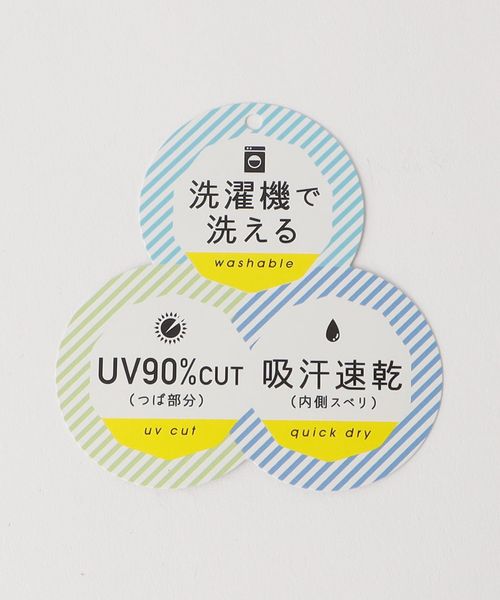 洗濯機で
洗える
washable
UV90%CUT
(つば部分)
uv cut
吸汗速乾
(内側スベリ)
quick dry